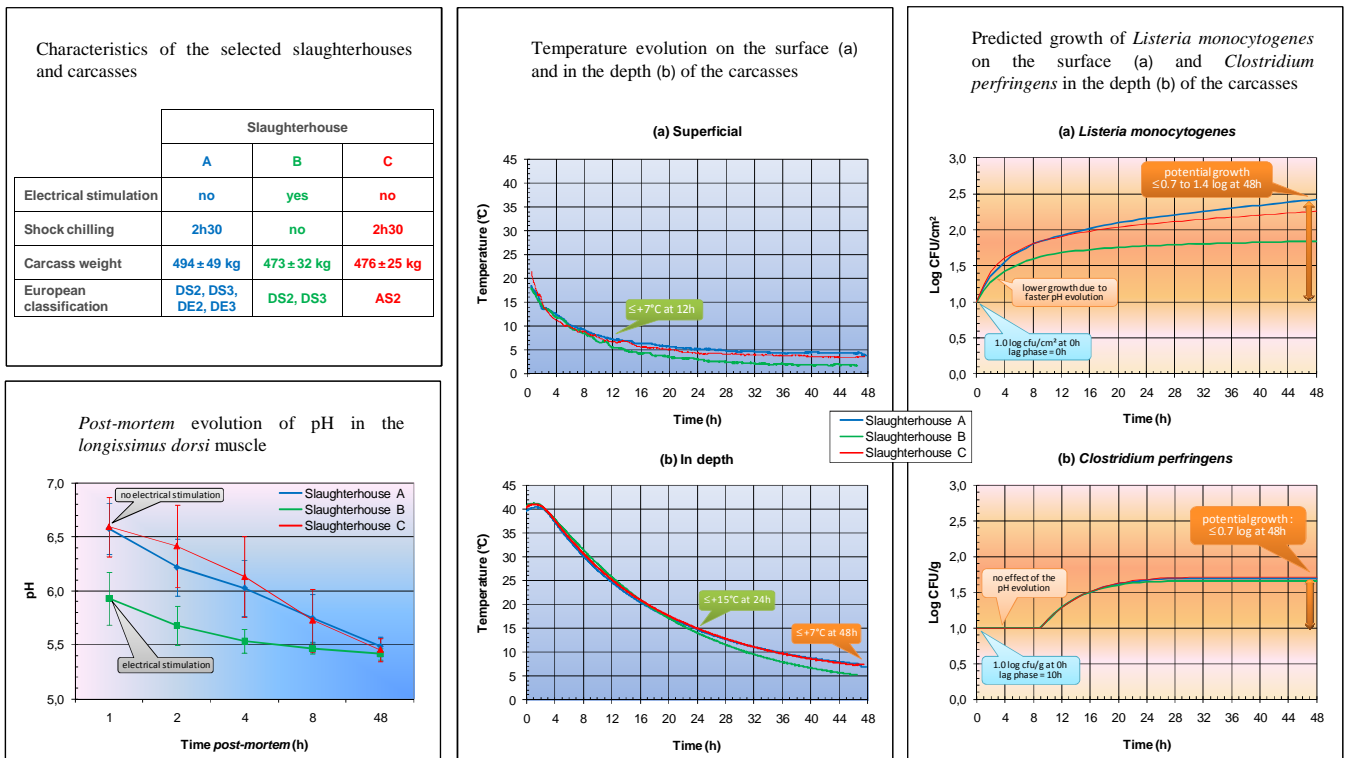 Characteristics of the selected slaughterhouses
and carcasses
Slaughterhouse
A B C
Electrical stimulation no yes no
Shock chilling 2h30 no 2h30
Carcass weight 494 ± 49 kg 473 ± 32 kg 476 ± 25 kg
European
classification
DS2, DS3,
DE2, DE3
DS2, DS3
AS2
Post-mortem evolution of pH in the
longissimus dorsi muscle
7,0
6,5
6,0
5,5
5,0
pH
no electrical stimulation
electrical stimulation
Slaughterhouse A
Slaughterhouse B
Slaughterhouse C
1 2 4 8 48
Time post-mortem (h)
Temperature evolution on the surface (a)
and in the depth (b) of the carcasses
(a) Superficial
45
40
35
30
25
20
15
10
5
0
Temperature (°C)
≤+7°C at 12h
0 4 8 12 16 20 24 28 32 36 40 44 48
Time (h)
Slaughterhouse A
Slaughterhouse B
Slaughterhouse C
(b) In depth
45
40
35
30
25
20
15
10
5
0
Temperature (°C)
≤+15°C at 24h
≤+7°C at 48h
0 4 8 12 16 20 24 28 32 36 40 44 48
Time (h)
Predicted growth of Listeria monocytogenes
on the surface (a) and Clostridium
perfringens in the depth (b) of the carcasses
(a) Listeria monocytogenes
3,0
2,5
2,0
1,5
1,0
0,5
0,0
Log CFU/cm²
potential growth
≤0.7 to 1.4 log at 48h
lower growth due to
faster pH evolution
1.0 log cfu/cm² at 0h
lag phase = 0h
0 4 8 12 16 20 24 28 32 36 40 44 48
Time (h)
(b) Clostridium perfringens
3,0
2,5
2,0
1,5
1,0
0,5
0,0
Log CFU/g
potential growth :
≤0.7 log at 48h
no effect of the
pH evolution
1.0 log cfu/g at 0h
lag phase = 10h
0 4 8 12 16 20 24 28 32 36 40 44 48
Time (h)